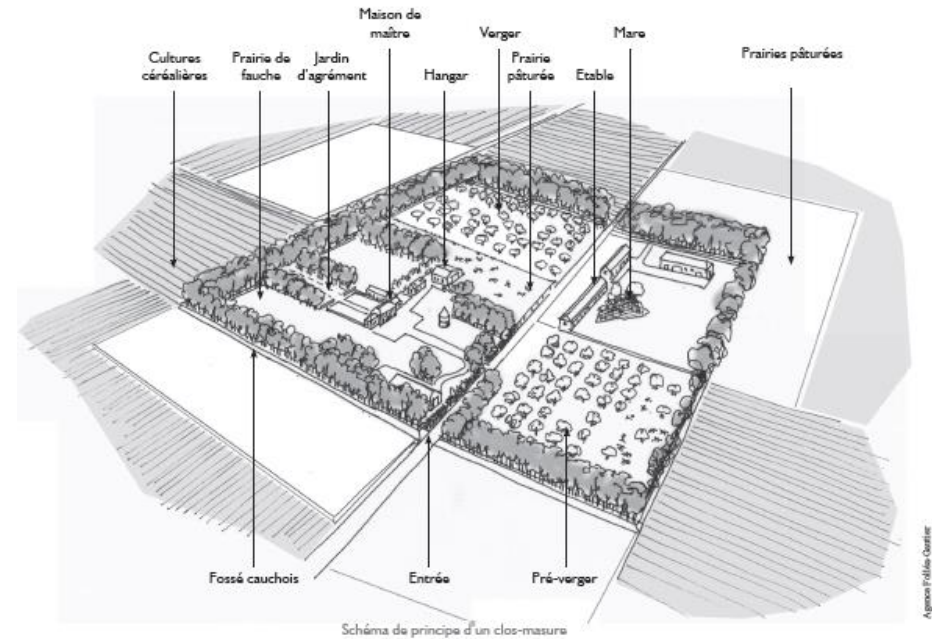 Maison de
maître
Verger
Mare
Prairies pâturées
Cultures
céréalières
Prairie de
fauche
Jardin
d'agrément
Hangar
Prairie
pâturée
Etable
Fossé cauchois
Entrée
Pré-verger
Schéma de principe d'un clos-masure
Agence Folléa-Gautier